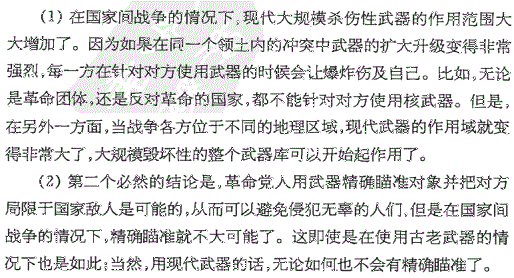 (1) 在国家间战争的情况下,现代大规模杀伤性武器的作用范围大
大增加了。因为如果在同一个领土内的冲突中武器的扩大升级变得非常
强烈,每一方在针对对方使用武器的时候会让爆炸伤及自己。比如,无论
是革命团体,还是反对革命的国家,都不能针对对方使用核武器。但是,
在另外一方面,当战争各方位于不同的地理区域,现代武器的作用域就变
得非常大了,大规模毁坏性的整个武器库可以开始起作用了。
(2) 第二个必然的结论是,革命党人用武器精确瞄准对象并把对方
局限于国家敌人是可能的,从而可以避免侵犯无辜的人们,但是在国家间
战争的情况下,精确瞄准就不大可能了。这即使是在使用古老武器的情
况下也是如此;当然,用现代武器的话,无论如何也不会有精确瞄准了。